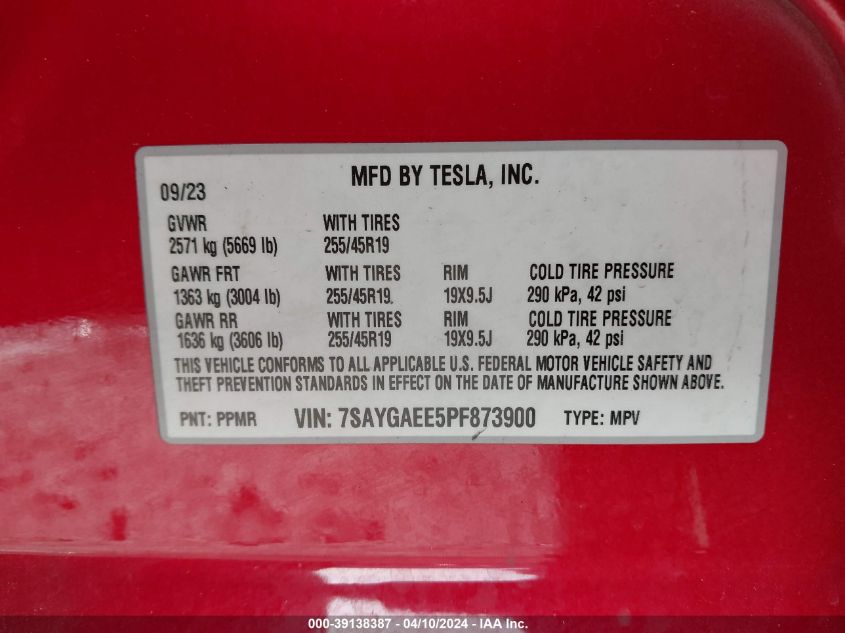 MFD BY TESLA, INC.
09/23
GVWR WITH TIRES
2571 kg (5669 lb) 255/45R19
GAWR FRT WITH TIRES RIM COLD TIRE PRESSURE
1363 kg (3004 lb) 255/45R19 19X9.5J 290 kPa, 42 psi
GAWR RR WITH TIRES RIM COLD TIRE PRESSURE
1636 kg (3606 lb) 255/45R19 19X9.5J 290 kPa, 42 psi
THIS VEHICLE CONFORMS TO ALL APPLICABLE U.S. FEDERAL MOTOR VEHICLE SAFETY AND
THEFT PREVENTION STANDARDS IN EFFECT ON THE DATE OF MANUFACTURE SHOWN ABOVE.
PNT: PPMR VIN: 7SAYGAEE5PF873900 TYPE: MPV
000-39138387 - 04/10/2024 - IAA, Inc.